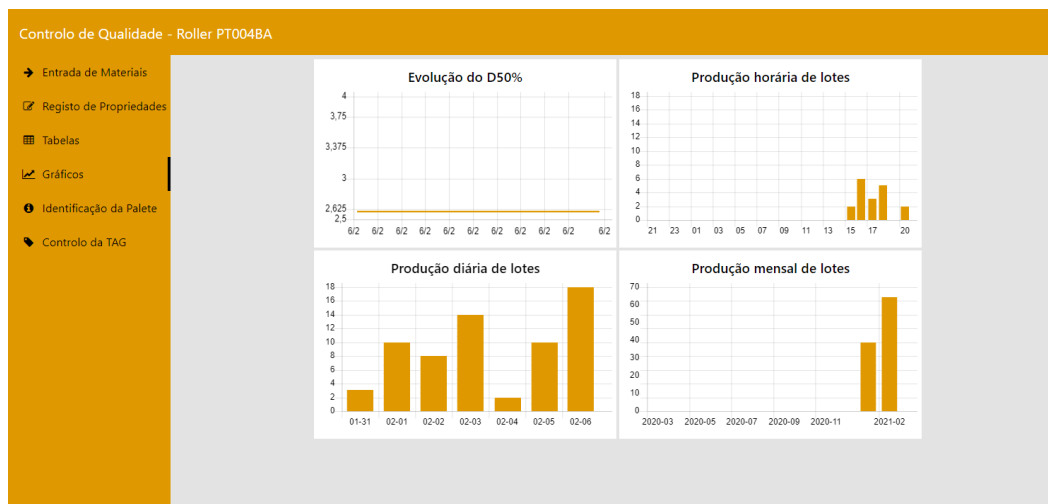 Controlo de Qualidade - Roller PT004BA
Entrada de Materiais
Registo de Propriedades
Tabelas
Gráficos
Identificação da Palete
Controlo da TAG
Evolução do D50%
4
3,75
3,375
3
2,625
2,5
6/2 6/2 6/2 6/2 6/2 6/2 6/2 6/2 6/2 6/2 6/2 6/2
Produção horária de lotes
18
16
14
12
10
8
6
4
2
0
21 23 01 03 05 07 09 11 13 15 17 20
Produção diária de lotes
18
16
14
12
10
8
6
4
2
0
01-31 02-01 02-02 02-03 02-04 02-05 02-06
Produção mensal de lotes
70
60
50
40
30
20
10
0
2020-03 2020-05 2020-07 2020-09 2020-11 2021-02